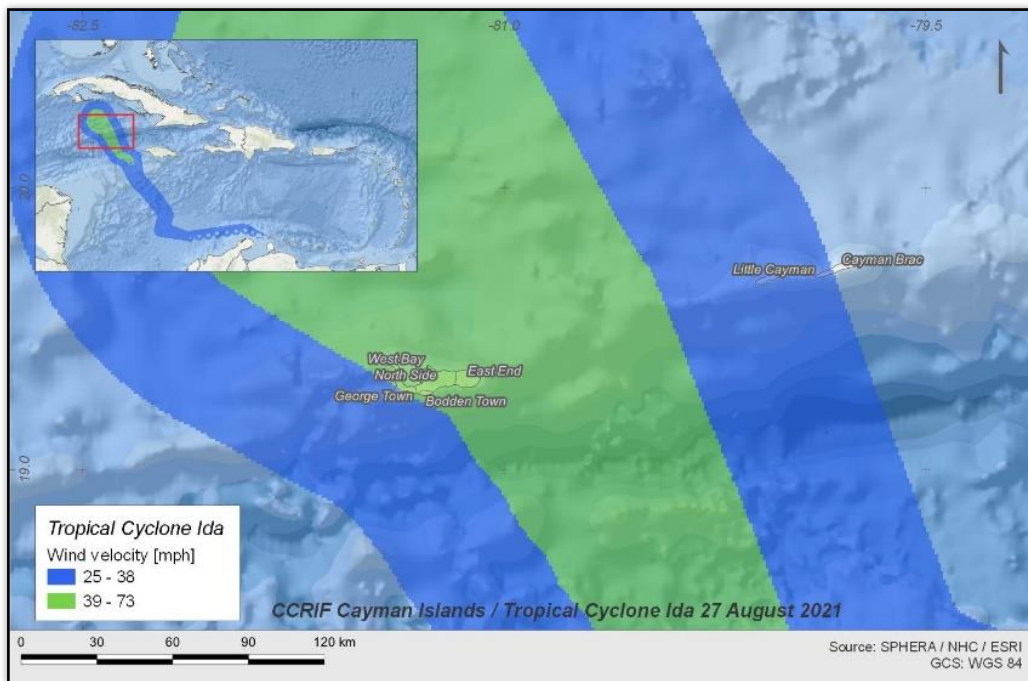 -82.5
-81.0
-79.5
20.0
Little Cayman
Cayman Brac
West Bay
North Side
East End
George Town
Bodden Town
19.0
Tropical Cyclone Ida
Wind velocity [mph]
25 - 38
39 - 73
CCRIF Cayman Islands / Tropical Cyclone Ida 27 August 2021
0 30 60 90 120 km
Source: SPHERA / NHC / ESRI
GCS: WGS 84